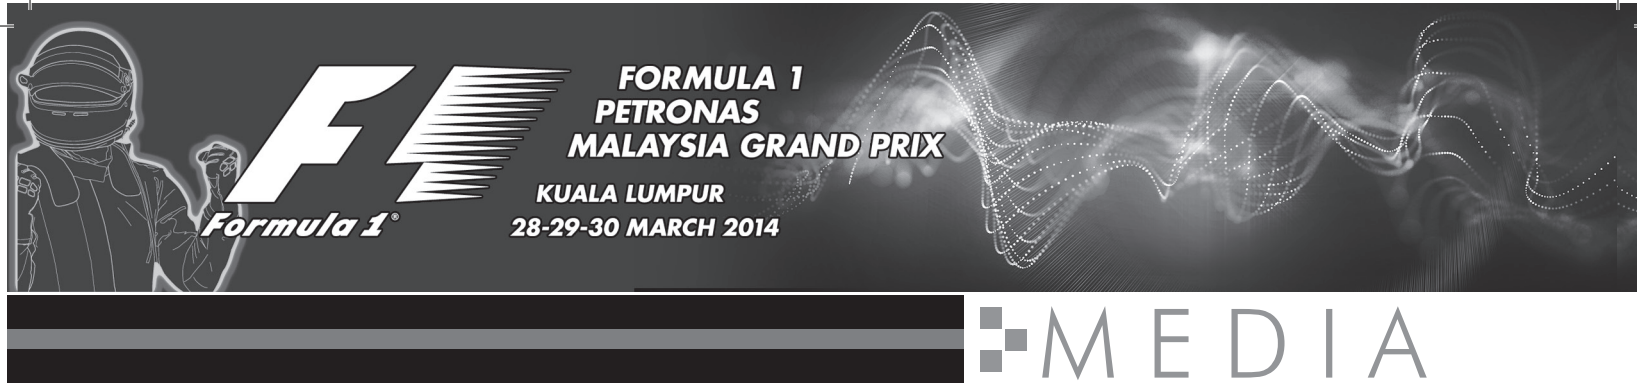 FORMULA 1
PETRONAS
MALAYSIA GRAND PRIX
KUALA LUMPUR
28-29-30 MARCH 2014
F1
Formula 1®
MEDIA